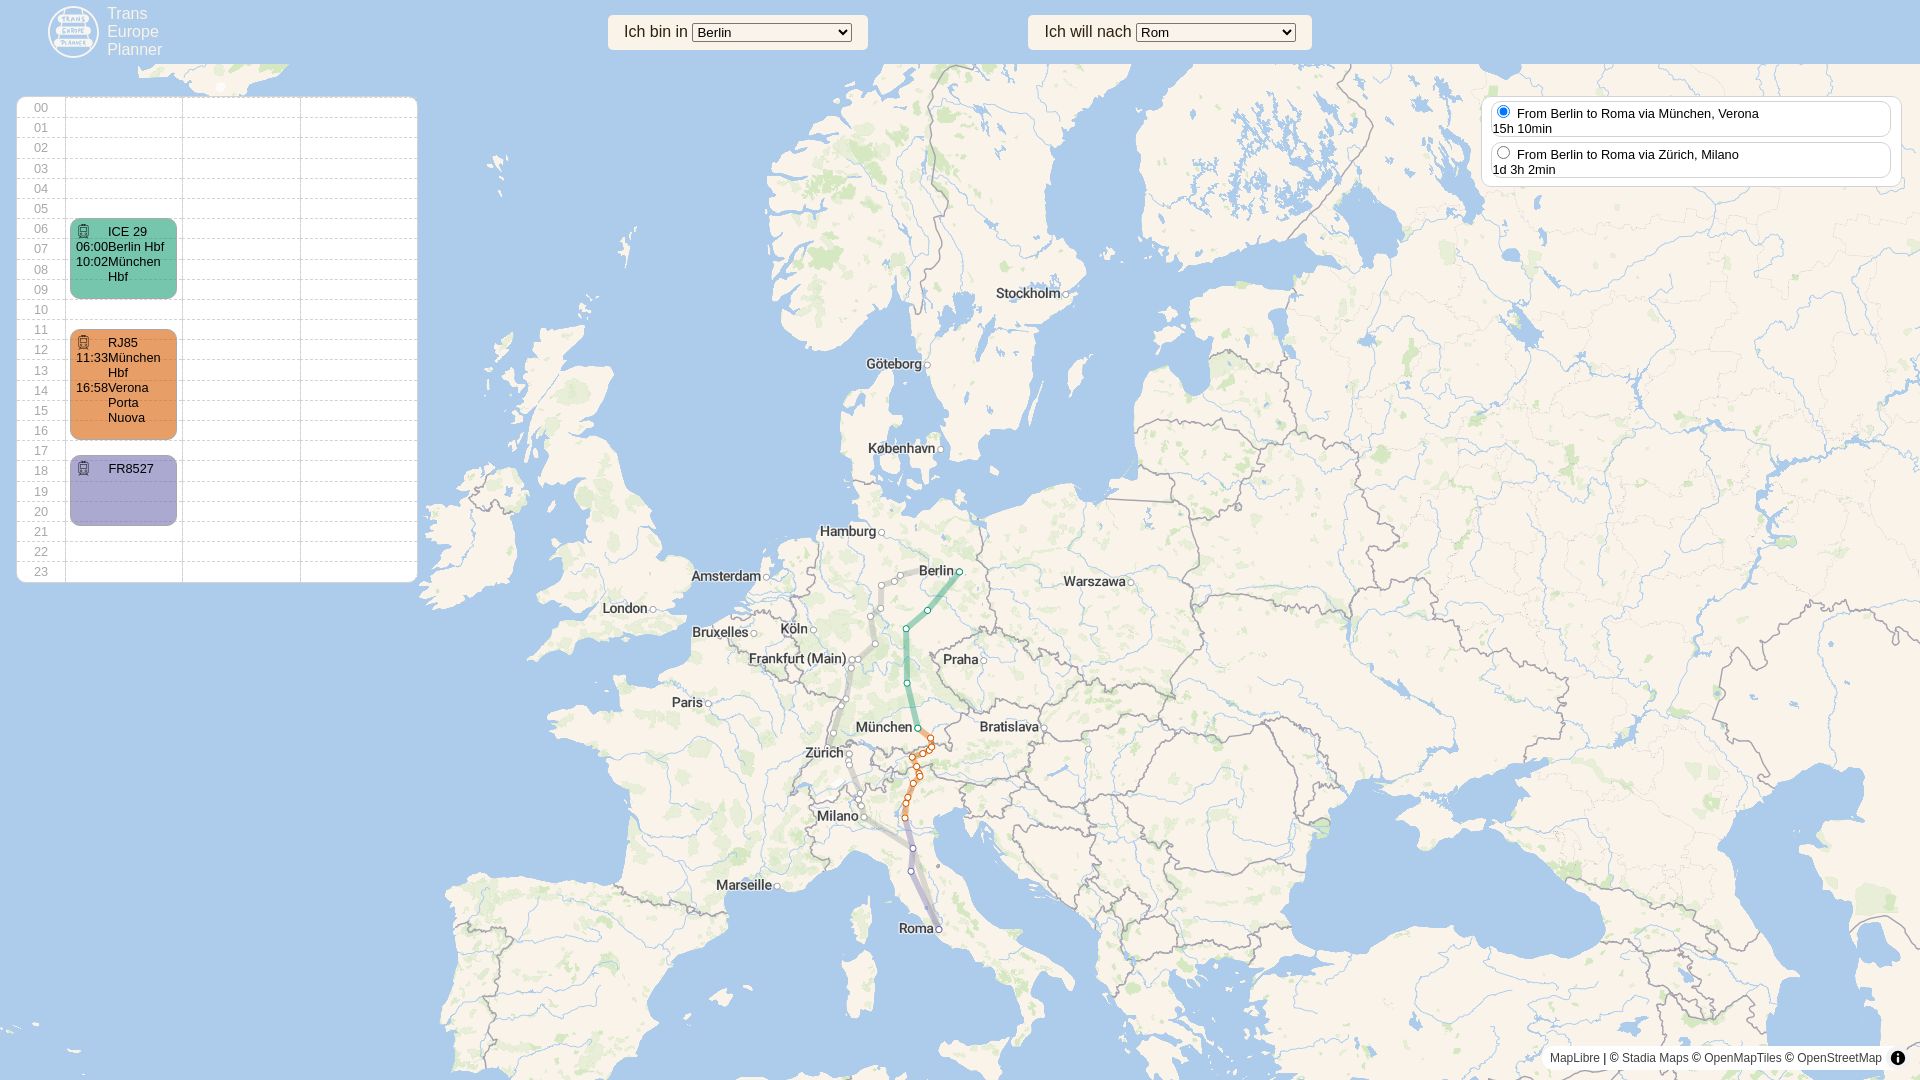 TRANS
EUROPE
PLANNER
Trans
Europe
Planner
Ich bin in Berlin
Ich will nach Rom
00
01
02
03
04
05
06
07
08
09
10
11
12
13
14
15
16
17
18
19
20
21
22
23
ICE 29
06:00 Berlin Hbf
10:02 München
Hbf
RJ85
11:33 München
Hbf
16:58 Verona
Porta
Nuova
FR8527
From Berlin to Roma via München, Verona
15h 10min
From Berlin to Roma via Zürich, Milano
1d 3h 2min
Stockholm
Göteborg
København
Hamburg
Berlin
Amsterdam
Warszawa
London
Bruxelles
Köln
Frankfurt (Main)
Praha
Paris
München
Bratislava
Zürich
Milano
Marseille
Roma
MapLibre | © Stadia Maps © OpenMapTiles © OpenStreetMap